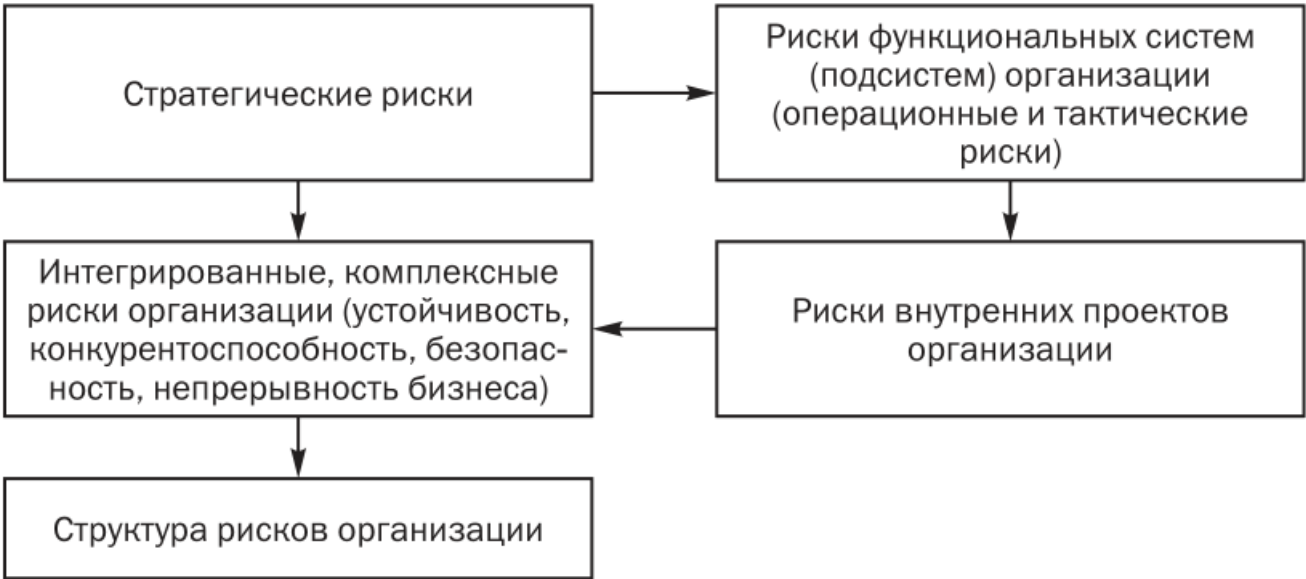 Стратегические риски
Риски функциональных систем
(подсистем) организации
(операционные и тактические
риски)
Интегрированные, комплексные
риски организации (устойчивость,
конкурентоспособность, безопас-
ность, непрерывность бизнеса)
Риски внутренних проектов
организации
Структура рисков организации